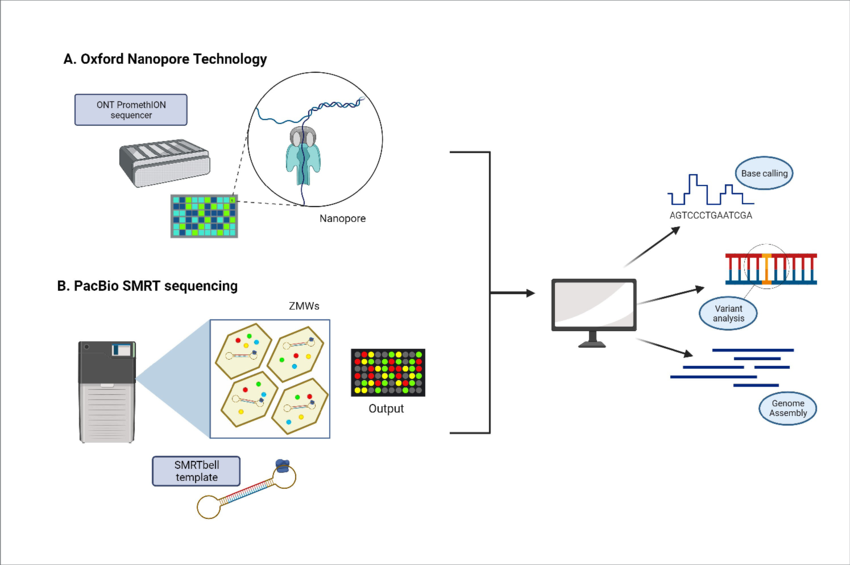 A. Oxford Nanopore Technology
ONT PromethION
sequencer
Nanopore
B. PacBio SMRT sequencing
ZMWs
Output
SMRTbell
template
Base calling
AGTCCCTGAATCGA
Variant
analysis
Genome
Assembly